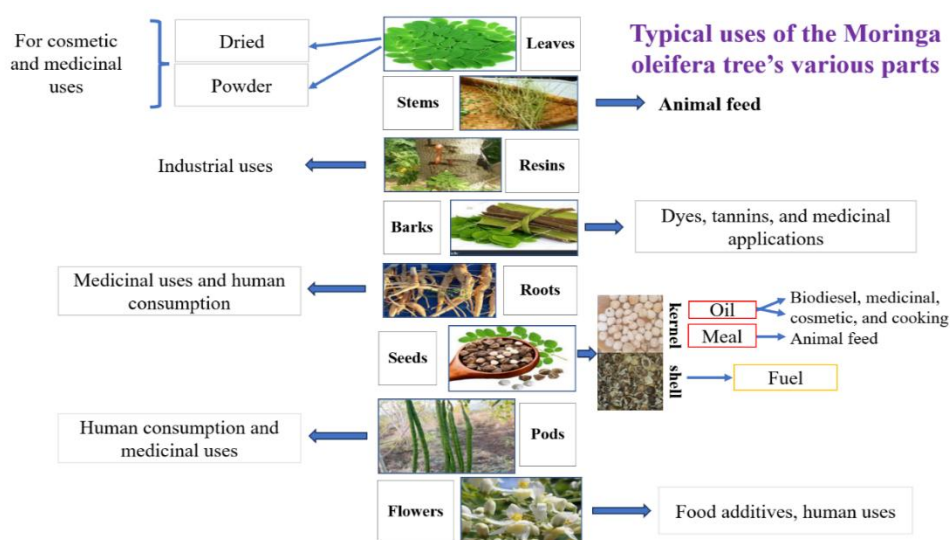 Typical uses of the Moringa
oleifera tree's various parts
For cosmetic
and medicinal
uses
Dried
Powder
Leaves
Stems
Animal feed
Industrial uses
Resins
Barks
Dyes, tannins, and medicinal
applications
Medicinal uses and human
consumption
Roots
Seeds
kernel
Oil
Biodiesel, medicinal,
cosmetic, and cooking
Meal
Animal feed
shell
Fuel
Human consumption and
medicinal uses
Pods
Flowers
Food additives, human uses